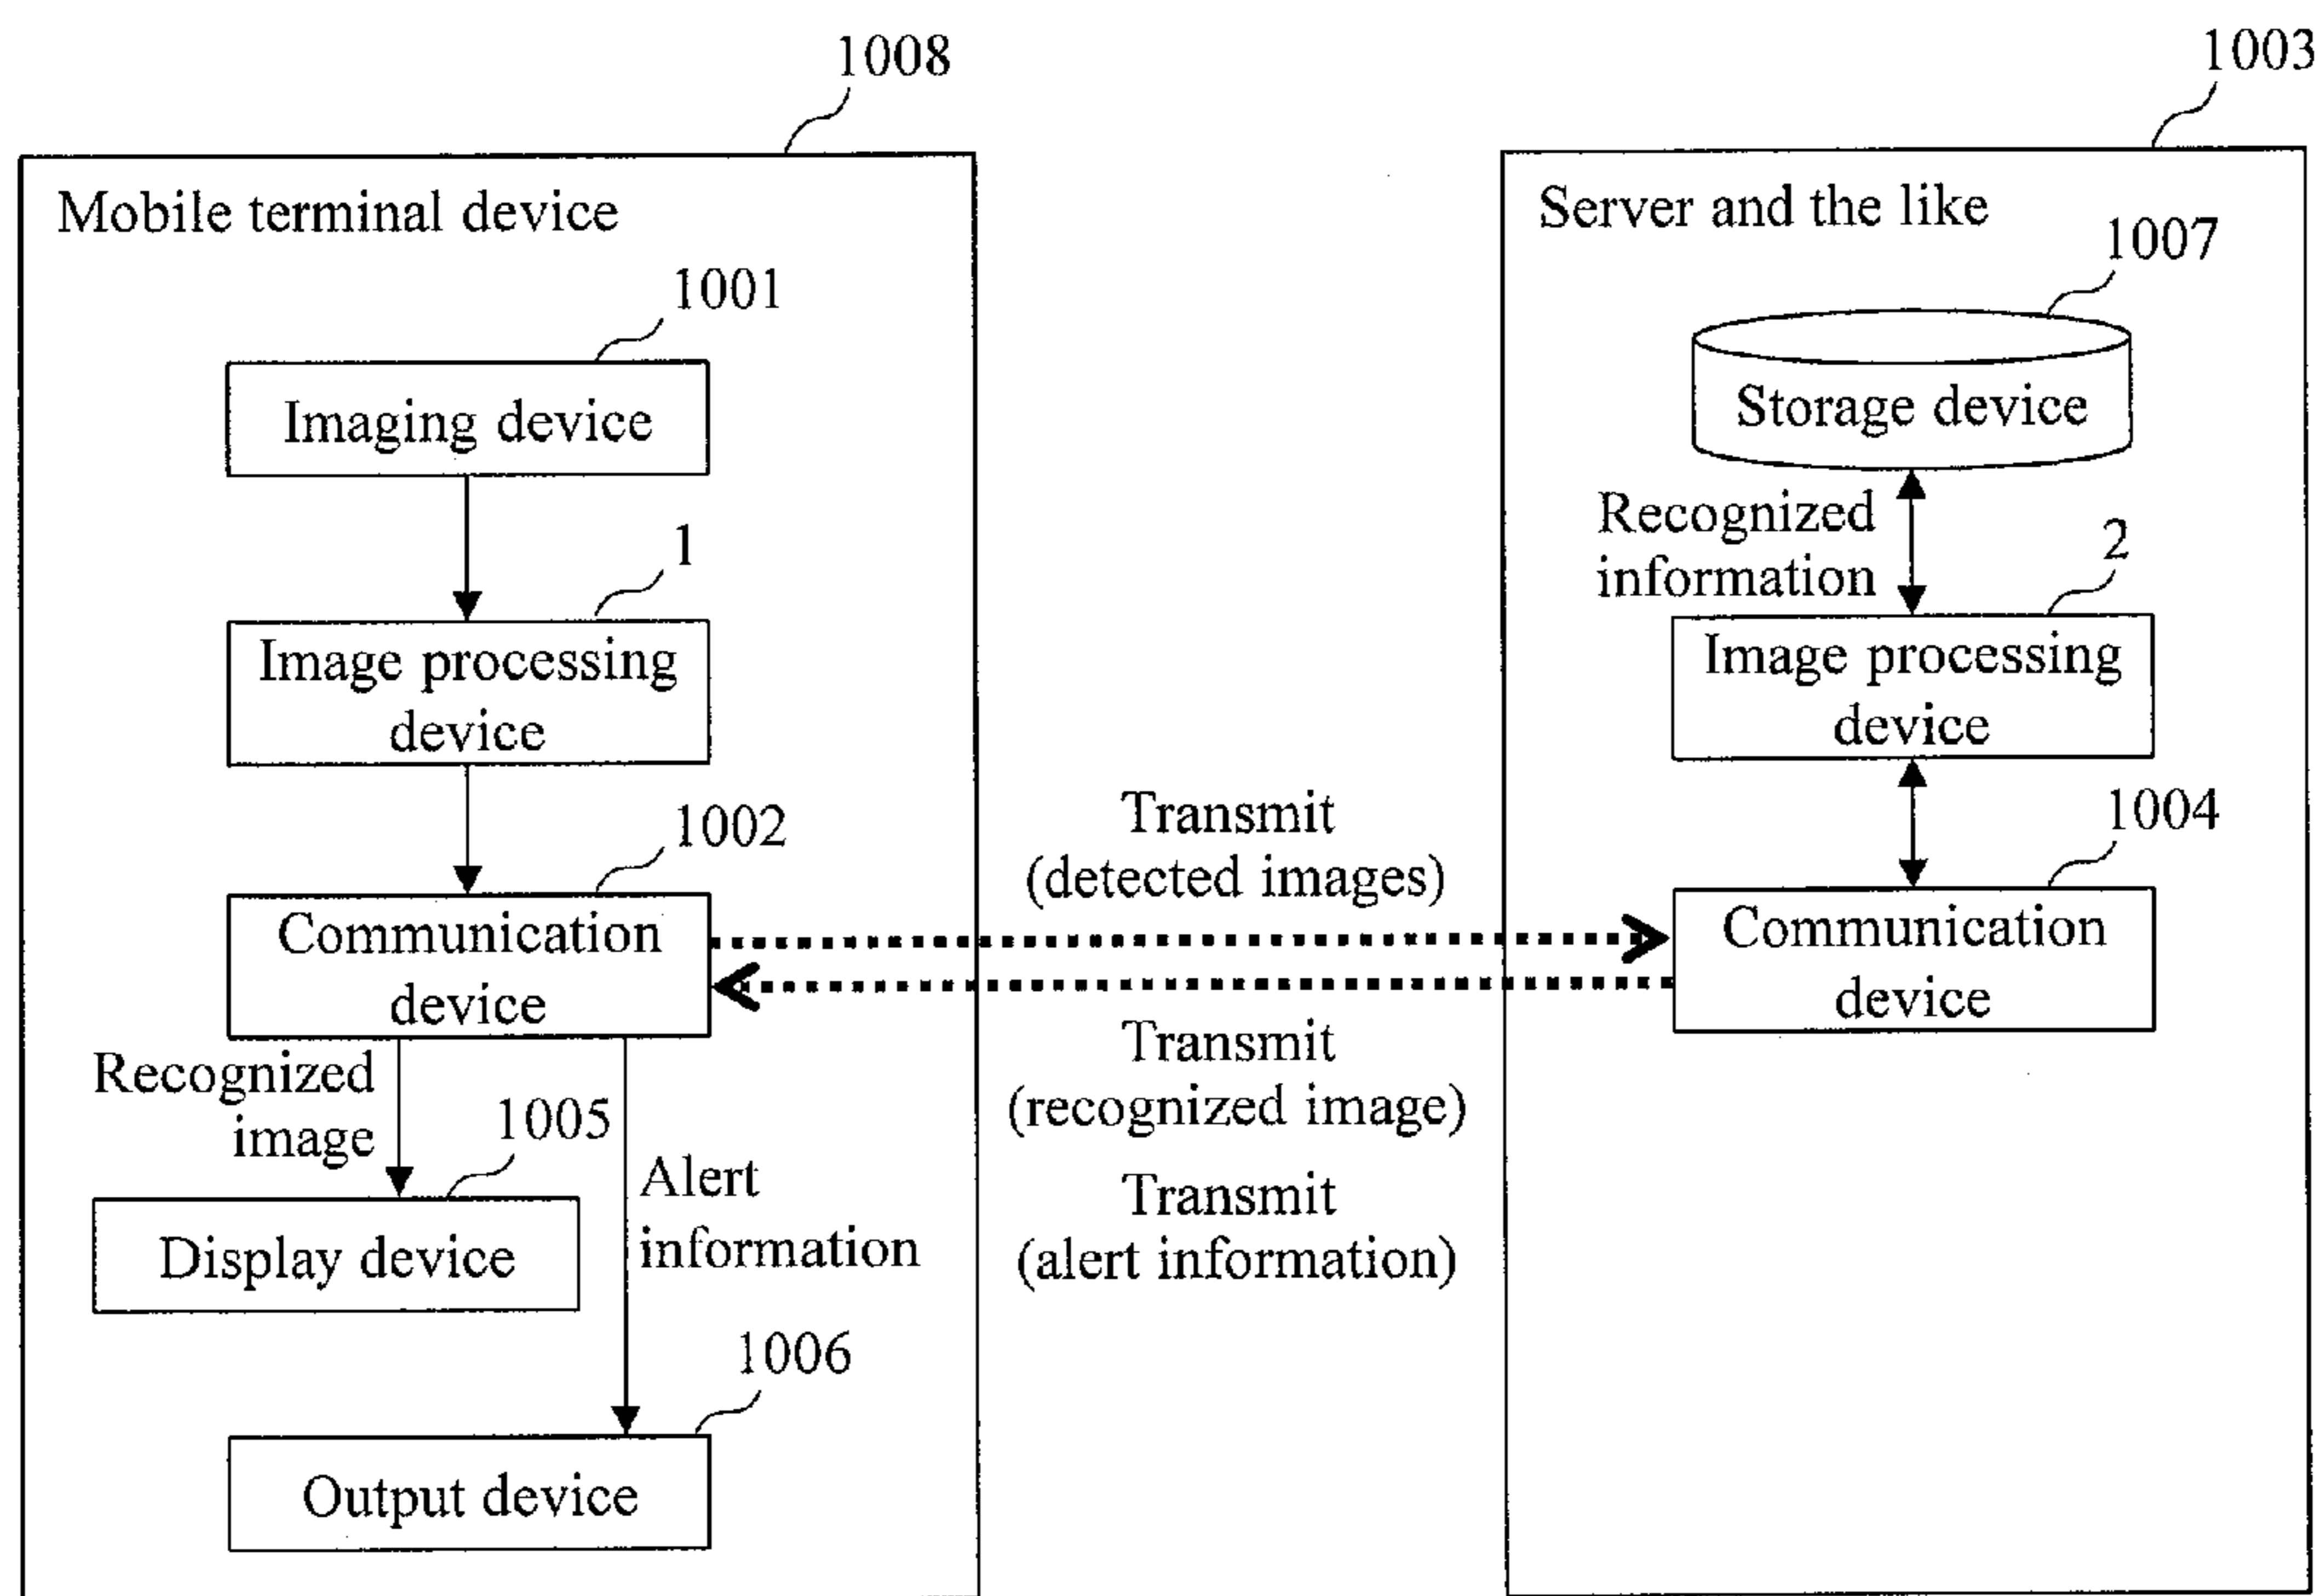 1008
Mobile terminal device
1001
Imaging device
1
Image processing
device
1002
Communication
device
Recognized
image
1005
Display device
Alert
information
1006
Output device
Transmit
(detected images)
Transmit
(recognized image)
Transmit
(alert information)
1003
Server and the like
1007
Storage device
Recognized
information
2
Image processing
device
1004
Communication
device